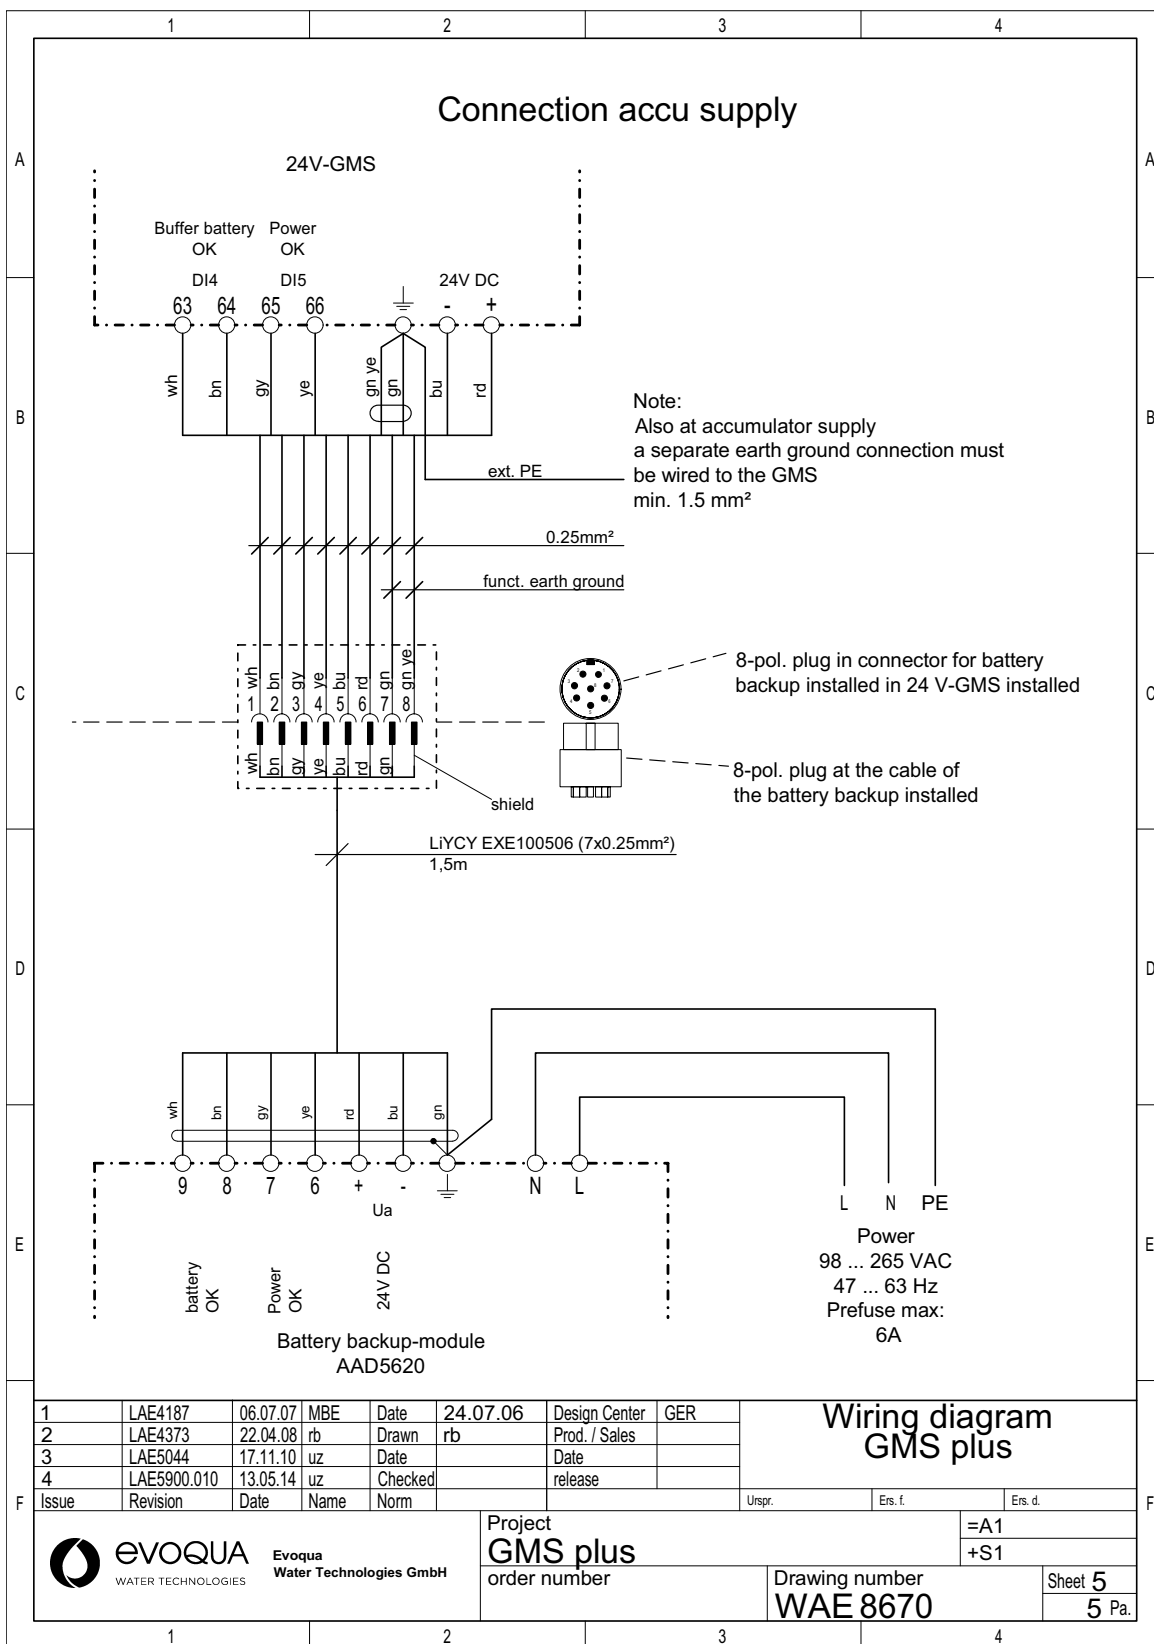 1 2 3 4
Connection accu supply
A A
24V-GMS
Buffer battery Power
OK OK
DI4 DI5 24V DC
63 64 65 66 - +
wh bn gy ye gn ye gn bu rd
B B
Note:
Also at accumulator supply
a separate earth ground connection must
be wired to the GMS
min. 1.5 mm²
ext. PE
0.25mm²
funct. earth ground
C C
wh bn gy ye bu rd gn gn ye
1 2 3 4 5 6 7 8
wh bn gy ye bu rd gn
shield
8-pol. plug in connector for battery
backup installed in 24 V-GMS installed
8-pol. plug at the cable of
the battery backup installed
LiYCY EXE100506 (7x0.25mm²)
1,5m
D D
wh bn gy ye rd bu gn
9 8 7 6 + - N L
Ua
L N PE
E E
battery
OK
Power
OK
24V DC
Power
98 ... 265 VAC
47 ... 63 Hz
Prefuse max:
6A
Battery backup-module
AAD5620
1 LAE4187 06.07.07 MBE Date 24.07.06 Design Center GER
2 LAE4373 22.04.08 rb Drawn rb Prod. / Sales
3 LAE5044 17.11.10 uz Date Date
4 LAE5900.010 13.05.14 uz Checked release
Issue Revision Date Name Norm
Wiring diagram
GMS plus
Urspr. Ers. f. Ers. d.
F F
evoqua
WATER TECHNOLOGIES
Evoqua
Water Technologies GmbH
Project
GMS plus
order number
=A1
+S1
Drawing number
WAE 8670
Sheet 5
5 Pa.
1 2 3 4